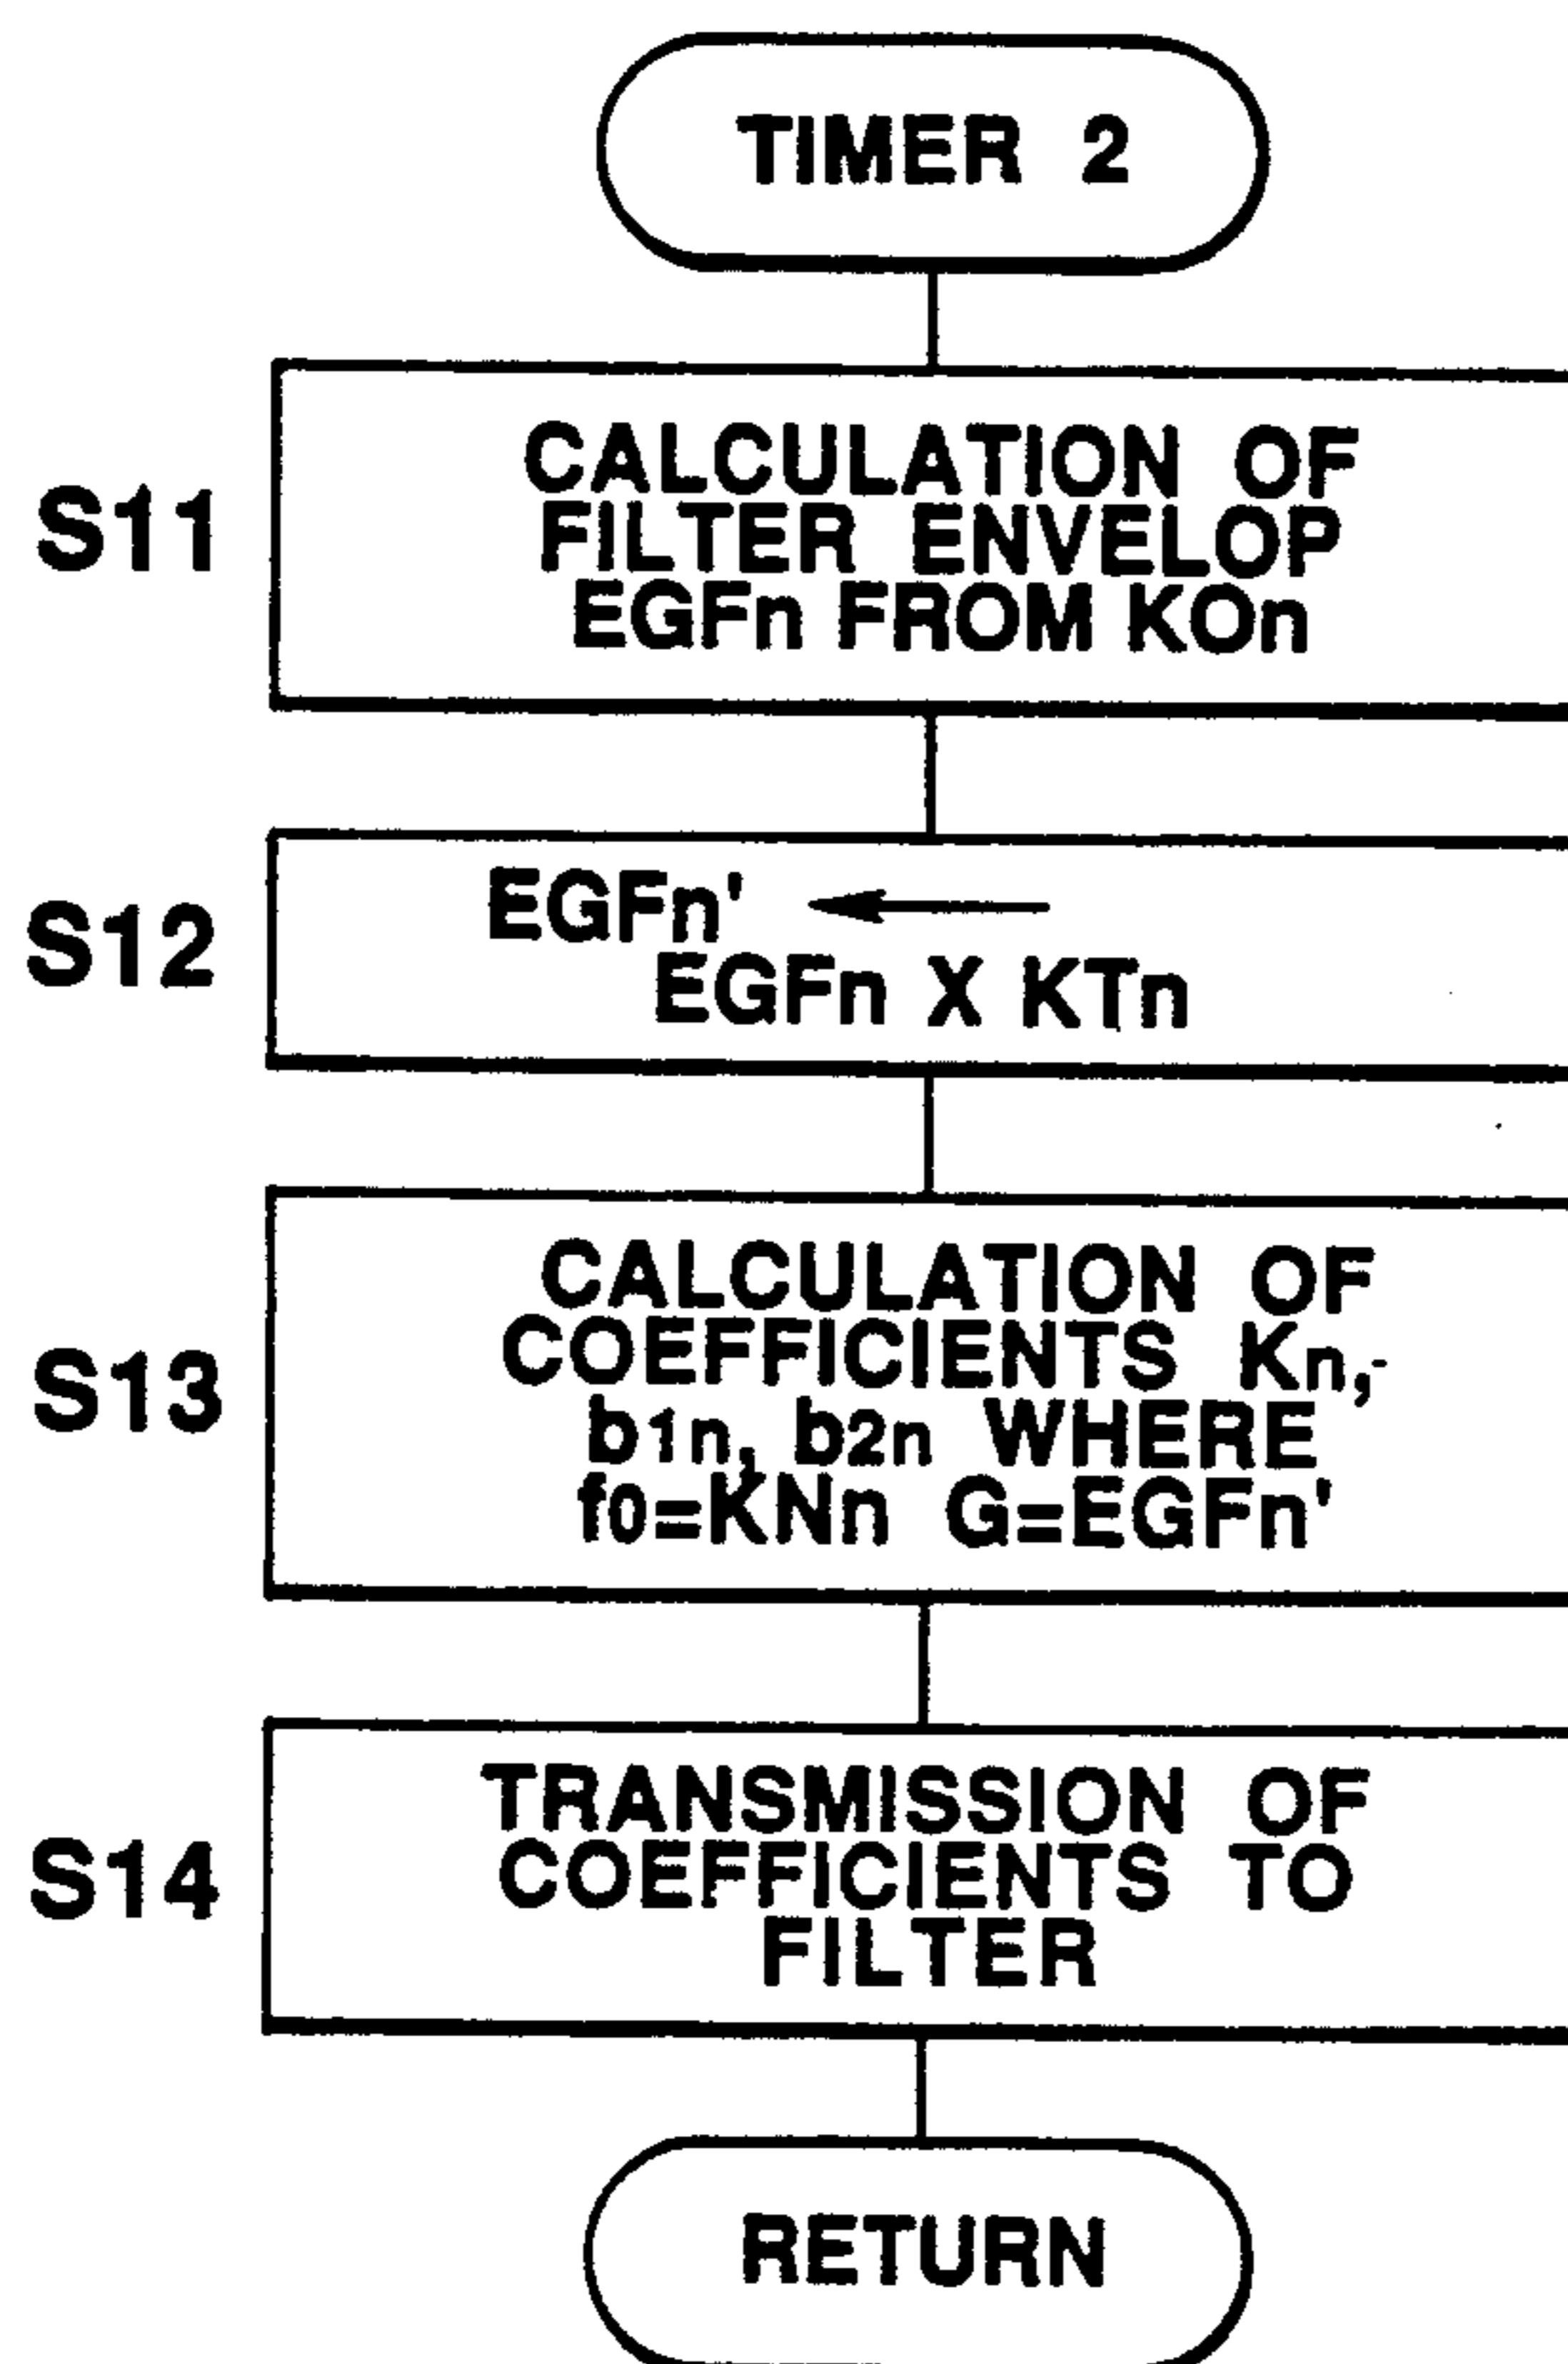 TIMER 2
S11
CALCULATION OF
FILTER ENVELOP
EGFn FROM KOn
S12
EGFn' ←
EGFn X KTn
S13
CALCULATION OF
COEFFICIENTS Kn,
b1n, b2n WHERE
f0=KNn G=EGFn'
S14
TRANSMISSION OF
COEFFICIENTS TO
FILTER
RETURN